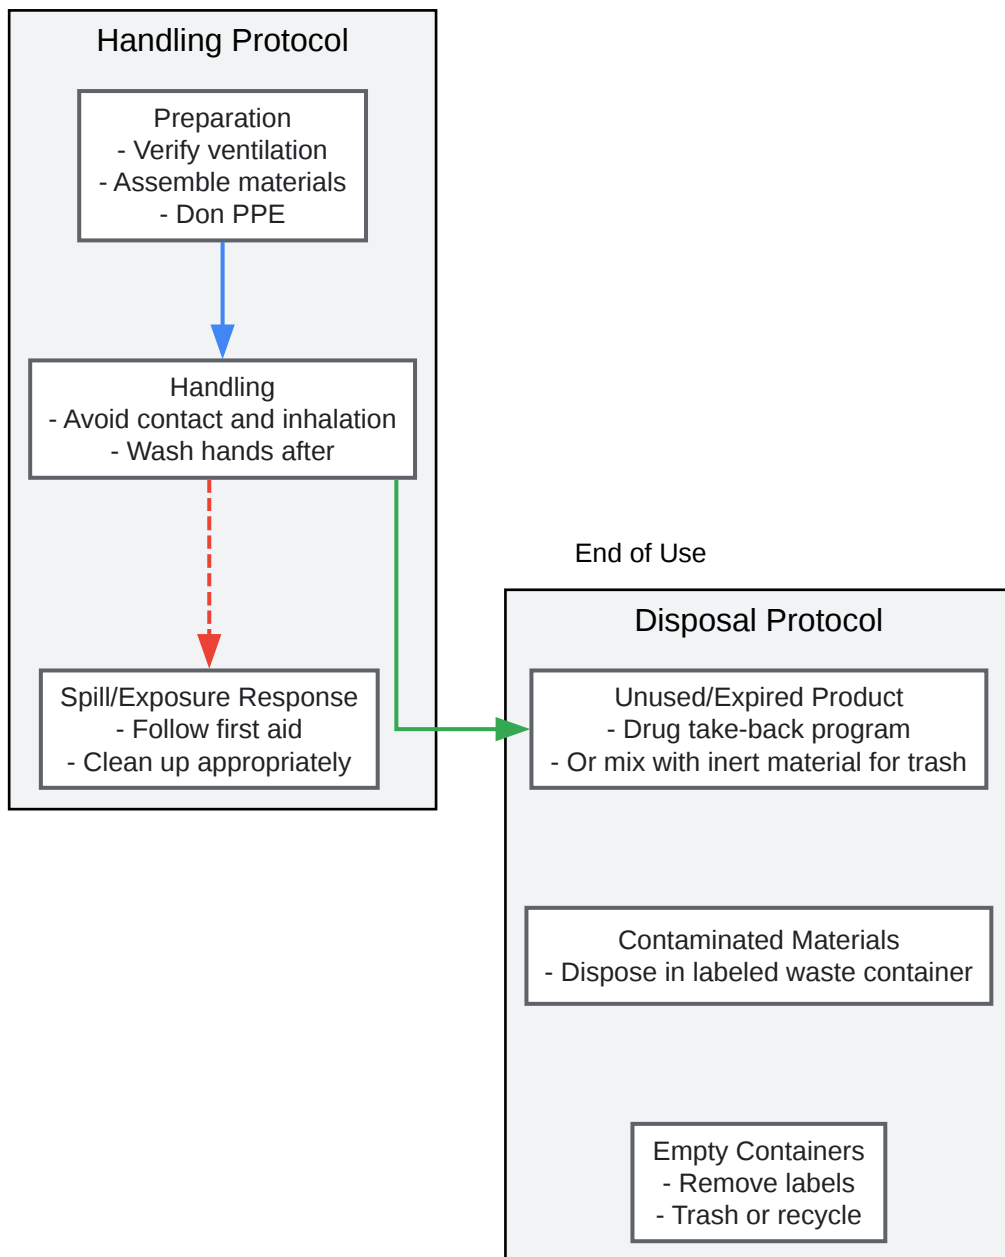 Handling Protocol
Preparation
- Verify ventilation
- Assemble materials
- Don PPE
Handling
- Avoid contact and inhalation
- Wash hands after
Spill/Exposure Response
- Follow first aid
- Clean up appropriately
End of Use
Disposal Protocol
Unused/Expired Product
- Drug take-back program
- Or mix with inert material for trash
Contaminated Materials
- Dispose in labeled waste container
Empty Containers
- Remove labels
- Trash or recycle